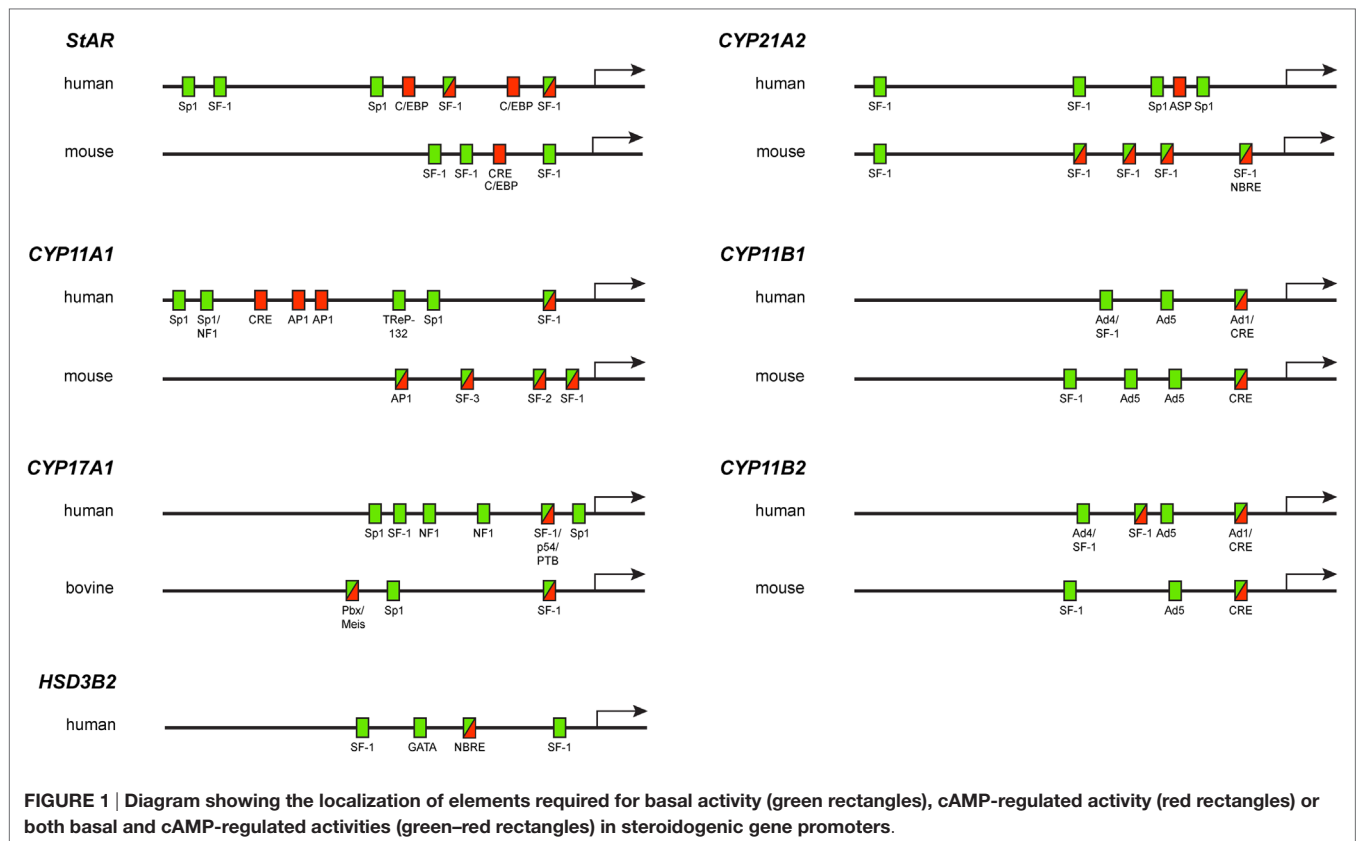 StAR
human
Sp1 SF-1 Sp1 C/EBP SF-1 C/EBP SF-1
mouse
SF-1 SF-1 CRE SF-1
C/EBP
CYP11A1
human
Sp1 Sp1/ CRE AP1 AP1 TReP- Sp1 SF-1
NF1 132
mouse
AP1 SF-3 SF-2 SF-1
CYP17A1
human
Sp1 SF-1 NF1 NF1 SF-1/ Sp1
p54/
PTB
bovine
Pbx/ Sp1 SF-1
Meis
HSD3B2
human
SF-1 GATA NBRE SF-1
CYP21A2
human
SF-1 SF-1 Sp1 ASP Sp1
mouse
SF-1 SF-1 SF-1 SF-1 SF-1
NBRE
CYP11B1
human
Ad4/ Ad5 Ad1/
SF-1 CRE
mouse
SF-1 Ad5 Ad5 CRE
CYP11B2
human
Ad4/ SF-1 Ad5 Ad1/
SF-1 CRE
mouse
SF-1 Ad5 CRE
FIGURE 1 | Diagram showing the localization of elements required for basal activity (green rectangles), cAMP-regulated activity (red rectangles) or
both basal and cAMP-regulated activities (green–red rectangles) in steroidogenic gene promoters.